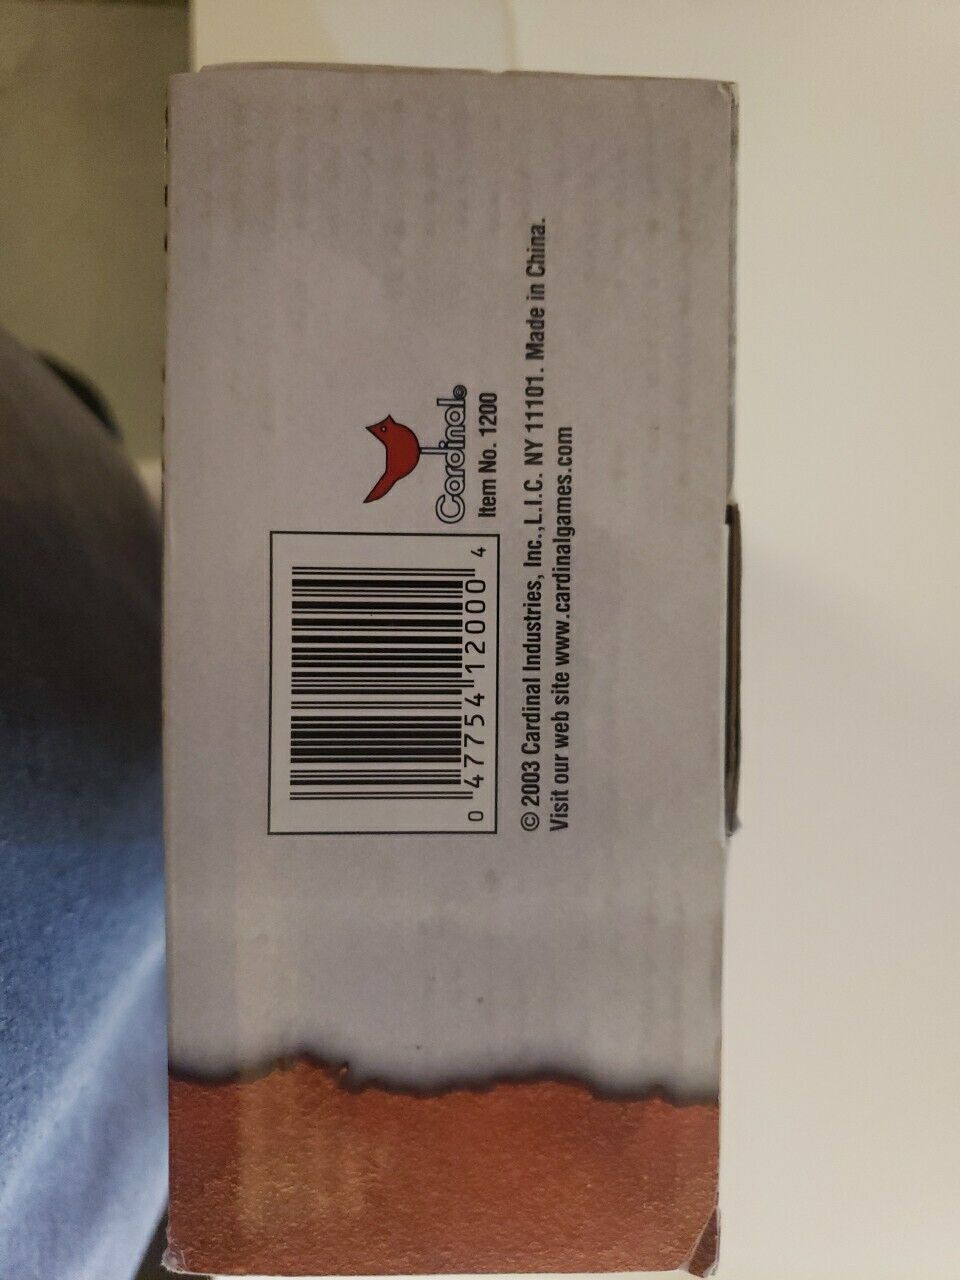 Cardinal®
Item No. 1200
0 47754 12000 4
© 2003 Cardinal Industries, Inc., L.I.C. NY 11101. Made in China.
Visit our web site www.cardinalgames.com